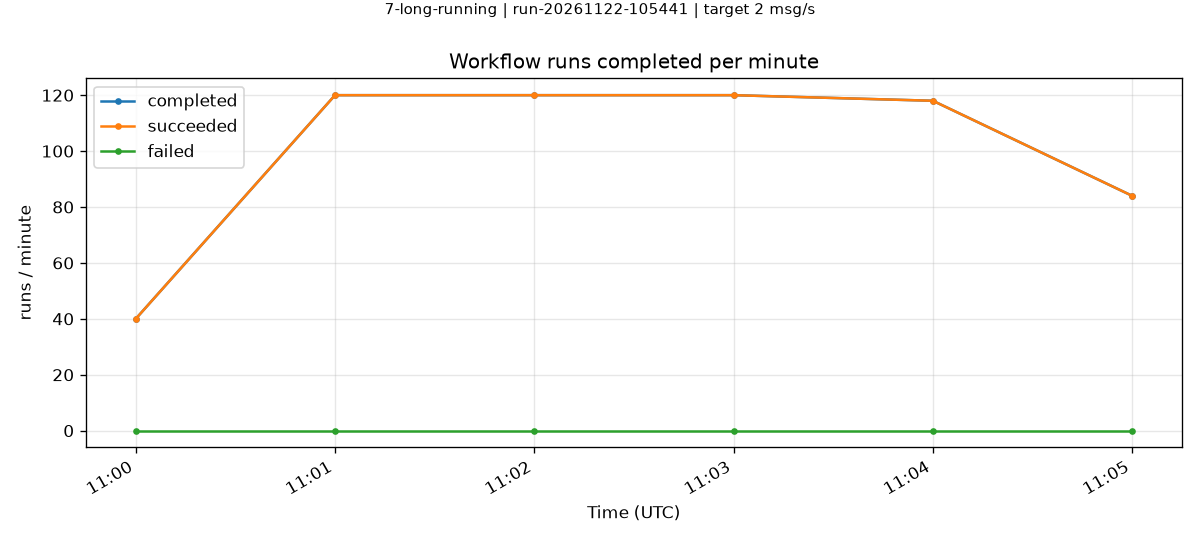 7-long-running | run-20261122-105441 | target 2 msg/s
Workflow runs completed per minute
completed
succeeded
failed
120
100
80
60
40
20
0
runs / minute
11:00
11:01
11:02
11:03
11:04
11:05
Time (UTC)